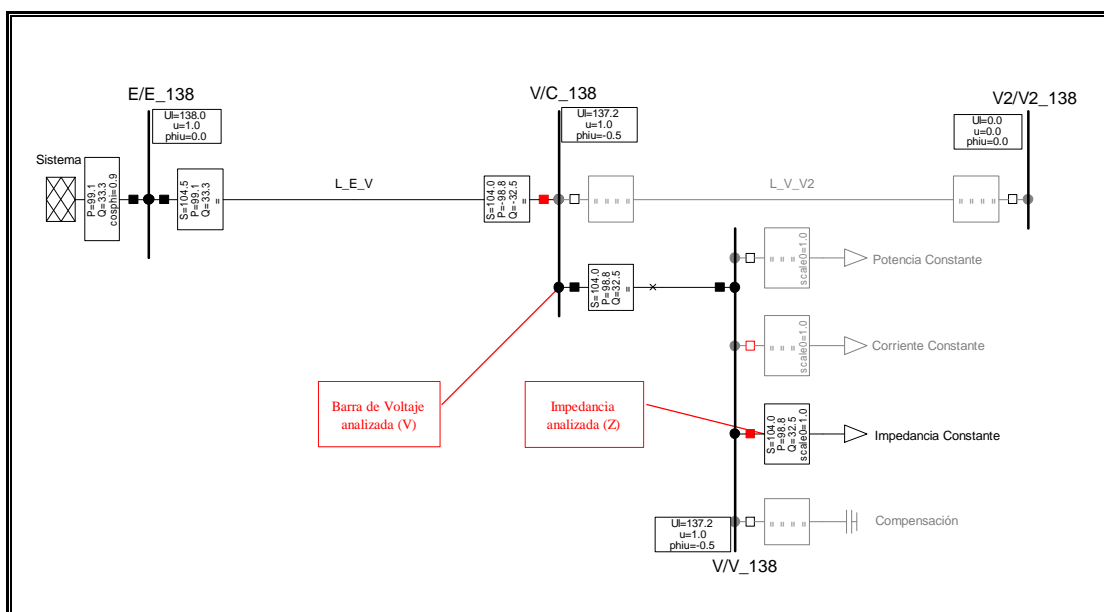 E/E_138
V/C_138
V2/V2_138
Ul=138.0
u=1.0
phiu=0.0
Ul=137.2
u=1.0
phiu=-0.5
Ul=0.0
u=0.0
phiu=0.0
Sistema
P=99.1
Q=33.3
cosphi=0.9
S=104.5
P=99.1
Q=33.3
=
L_E_V
S=104.0
P=-98.8
Q=-32.5
=
= = = =
L_V_V2
= = = =
= = =
scale0=1.0
Potencia Constante
S=104.0
P=98.8
Q=32.5
=
= = =
scale0=1.0
Corriente Constante
Barra de Voltaje
analizada (V)
Impedancia
analizada (Z)
S=104.0
P=98.8
Q=32.5
scale0=1.0
Impedancia Constante
Ul=137.2
u=1.0
phiu=-0.5
= = = =
Compensación
V/V_138